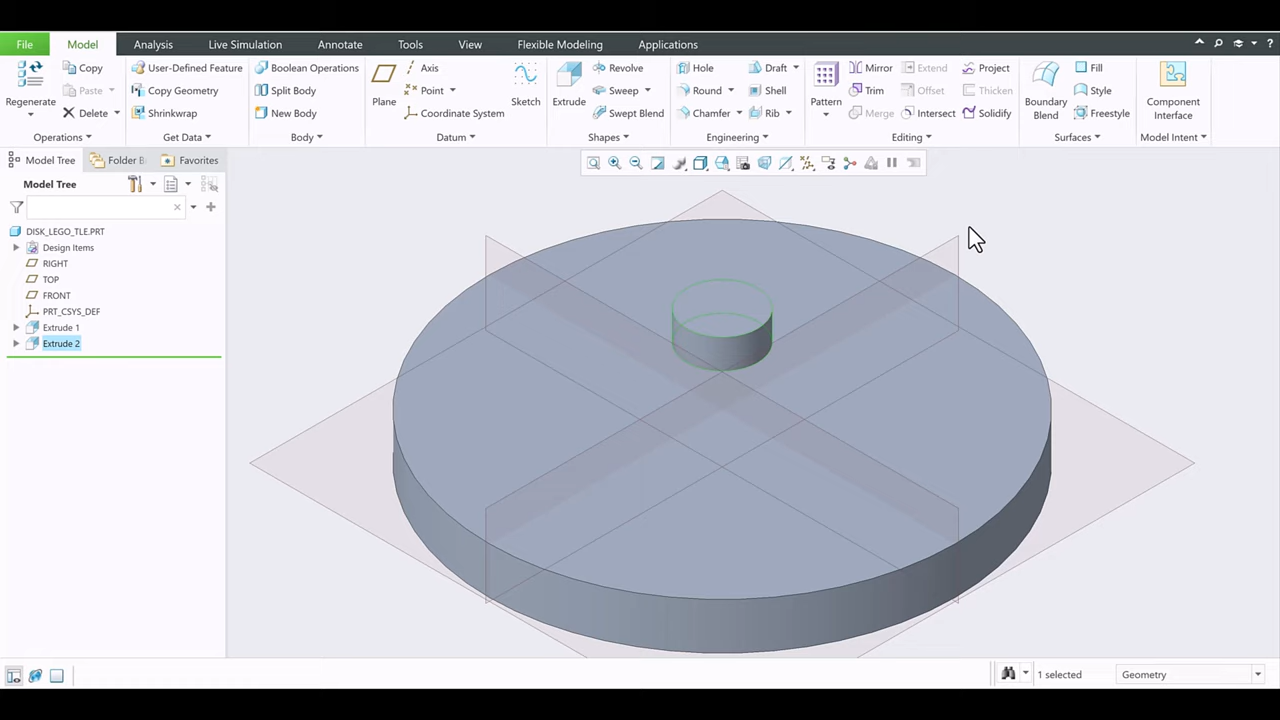 File Model Analysis Live Simulation Annotate Tools View Flexible Modeling Applications
Regenerate
Copy
Paste
Delete
Operations
User-Defined Feature
Copy Geometry
Shrinkwrap
Get Data
Boolean Operations
Split Body
New Body
Body
Plane
Axis
Point
Coordinate System
Sketch
Datum
Extrude
Revolve
Sweep
Swept Blend
Shapes
Hole
Round
Chamfer
Draft
Shell
Rib
Engineering
Pattern
Mirror
Trim
Merge
Extend
Offset
Intersect
Project
Thicken
Solidify
Editing
Boundary
Blend
Fill
Style
Freestyle
Surfaces
Component
Interface
Model Intent
Model Tree Folder B Favorites
Model Tree
DISK_LEGO_TLE.PRT
Design Items
RIGHT
TOP
FRONT
PRT_CSYS_DEF
Extrude 1
Extrude 2
1 selected
Geometry